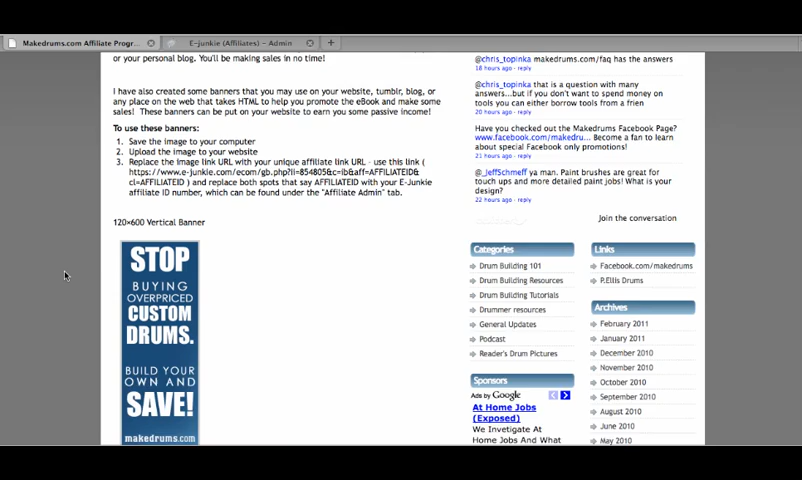 Makedrums.com Affiliate Progr...
E-junkie (Affiliates) - Admin
or your personal blog. You'll be making sales in no time!
I have also created some banners that you may use on your website, tumblr, blog, or
any place on the web that takes HTML to help you promote the eBook and make some
sales!  These banners can be put on your website to earn you some passive income!
To use these banners:
1. Save the image to your computer
2. Upload the image to your website
3. Replace the image link URL with your unique affiliate link URL - use this link (
https://www.e-junkie.com/ecom/gb.php?ii=854805&c=ib&aff=AFFILIATEID&
cl=AFFILIATEID ) and replace both spots that say AFFILIATEID with your E-Junkie
affiliate ID number, which can be found under the "Affiliate Admin" tab.
120×600 Vertical Banner
STOP
BUYING
OVERPRICED
CUSTOM
DRUMS.
BUILD YOUR
OWN AND
SAVE!
makedrums.com
@chris_topinka makedrums.com/faq has the answers
18 hours ago · reply
@chris_topinka that is a question with many
answers...but if you don't want to spend money on
tools you can either borrow tools from a frien
20 hours ago · reply
Have you checked out the Makedrums Facebook Page?
www.facebook.com/makedru... Become a fan to learn
about special Facebook only promotions!
21 hours ago · reply
@_JeffSchmeff ya man. Paint brushes are great for
touch ups and more detailed paint jobs! What is your
design?
22 hours ago · reply
Join the conversation
Categories
Drum Building 101
Drum Building Resources
Drum Building Tutorials
Drummer resources
General Updates
Podcast
Reader's Drum Pictures
Sponsors
Ads by Google
At Home Jobs
(Exposed)
We Investigate At
Home Jobs And What
Links
Facebook.com/makedrums
P.Ellis Drums
Archives
February 2011
January 2011
December 2010
November 2010
October 2010
September 2010
August 2010
June 2010
May 2010